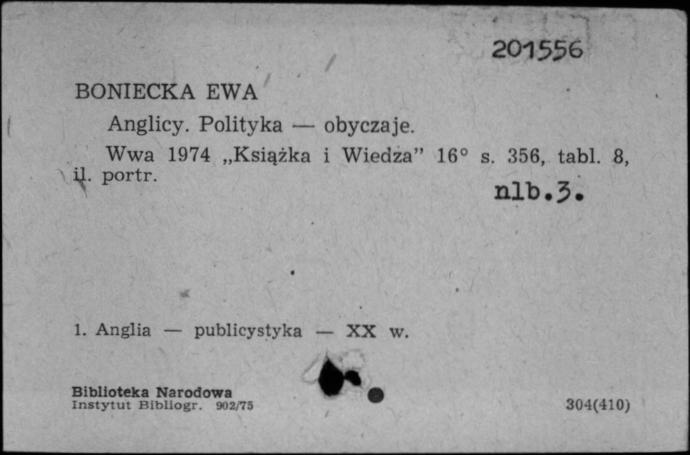 201556
BONIECKA EWA
Anglicy. Polityka — obyczaje.
Wwa 1974 „Książka i Wiedza” 16° s. 356, tabl. 8,
il. portr.
nlb.3.
1. Anglia — publicystyka — XX w.
Biblioteka Narodowa
Instytut Bibliogr. 902/75
304(410)